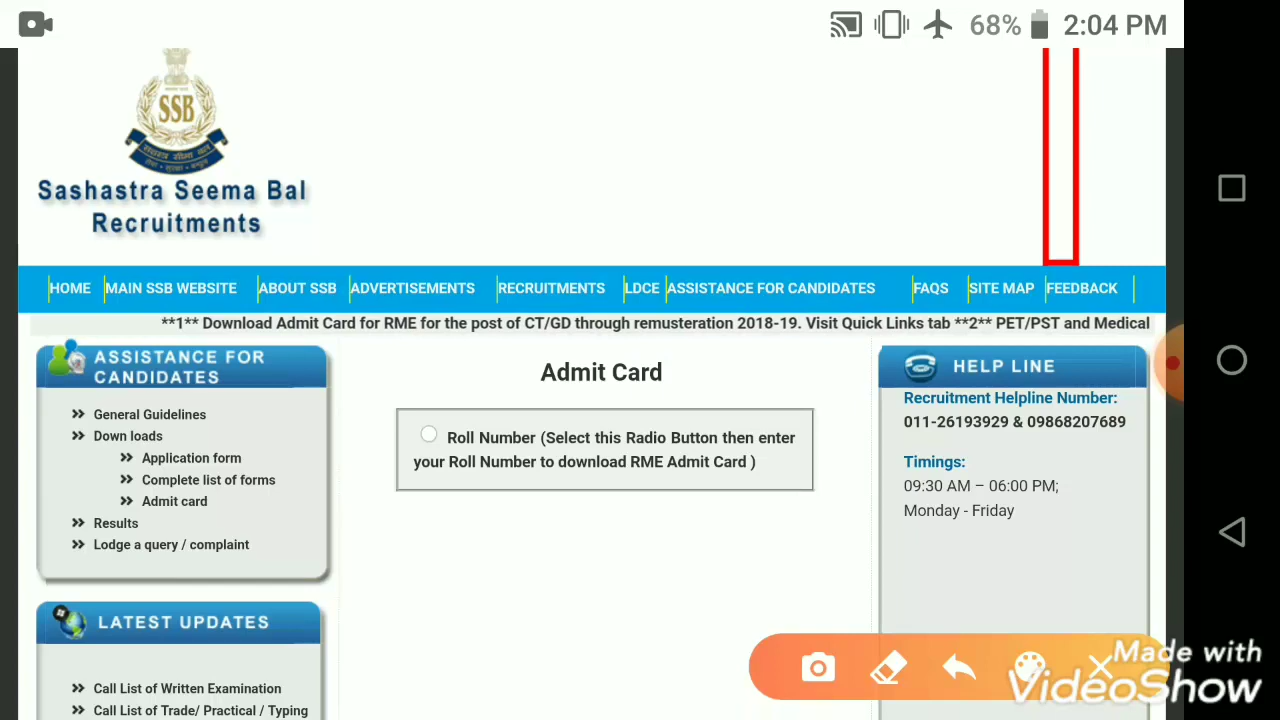 68% 2:04 PM
SSB
Sashastra Seema Bal
Recruitments
HOME MAIN SSB WEBSITE ABOUT SSB ADVERTISEMENTS RECRUITMENTS LDCE ASSISTANCE FOR CANDIDATES FAQS SITE MAP FEEDBACK
**1** Download Admit Card for RME for the post of CT/GD through remusteration 2018-19. Visit Quick Links tab **2** PET/PST and Medical
ASSISTANCE FOR
CANDIDATES
General Guidelines
Down loads
Application form
Complete list of forms
Admit card
Results
Lodge a query / complaint
LATEST UPDATES
Call List of Written Examination
Call List of Trade/ Practical / Typing
Admit Card
Roll Number (Select this Radio Button then enter
your Roll Number to download RME Admit Card )
HELP LINE
Recruitment Helpline Number:
011-26193929 & 09868207689
Timings:
09:30 AM – 06:00 PM;
Monday - Friday
Made with
VideoShow